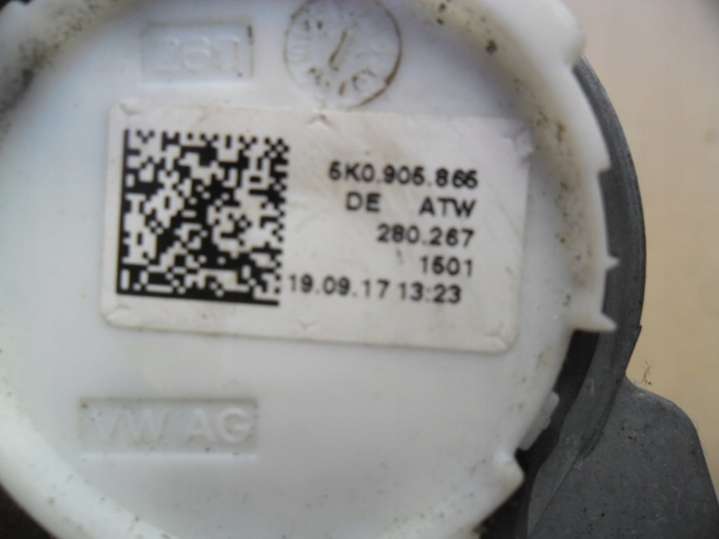 5K0.905.865
DE ATW
280.267
1501
19.09.17 13:23
VW AG